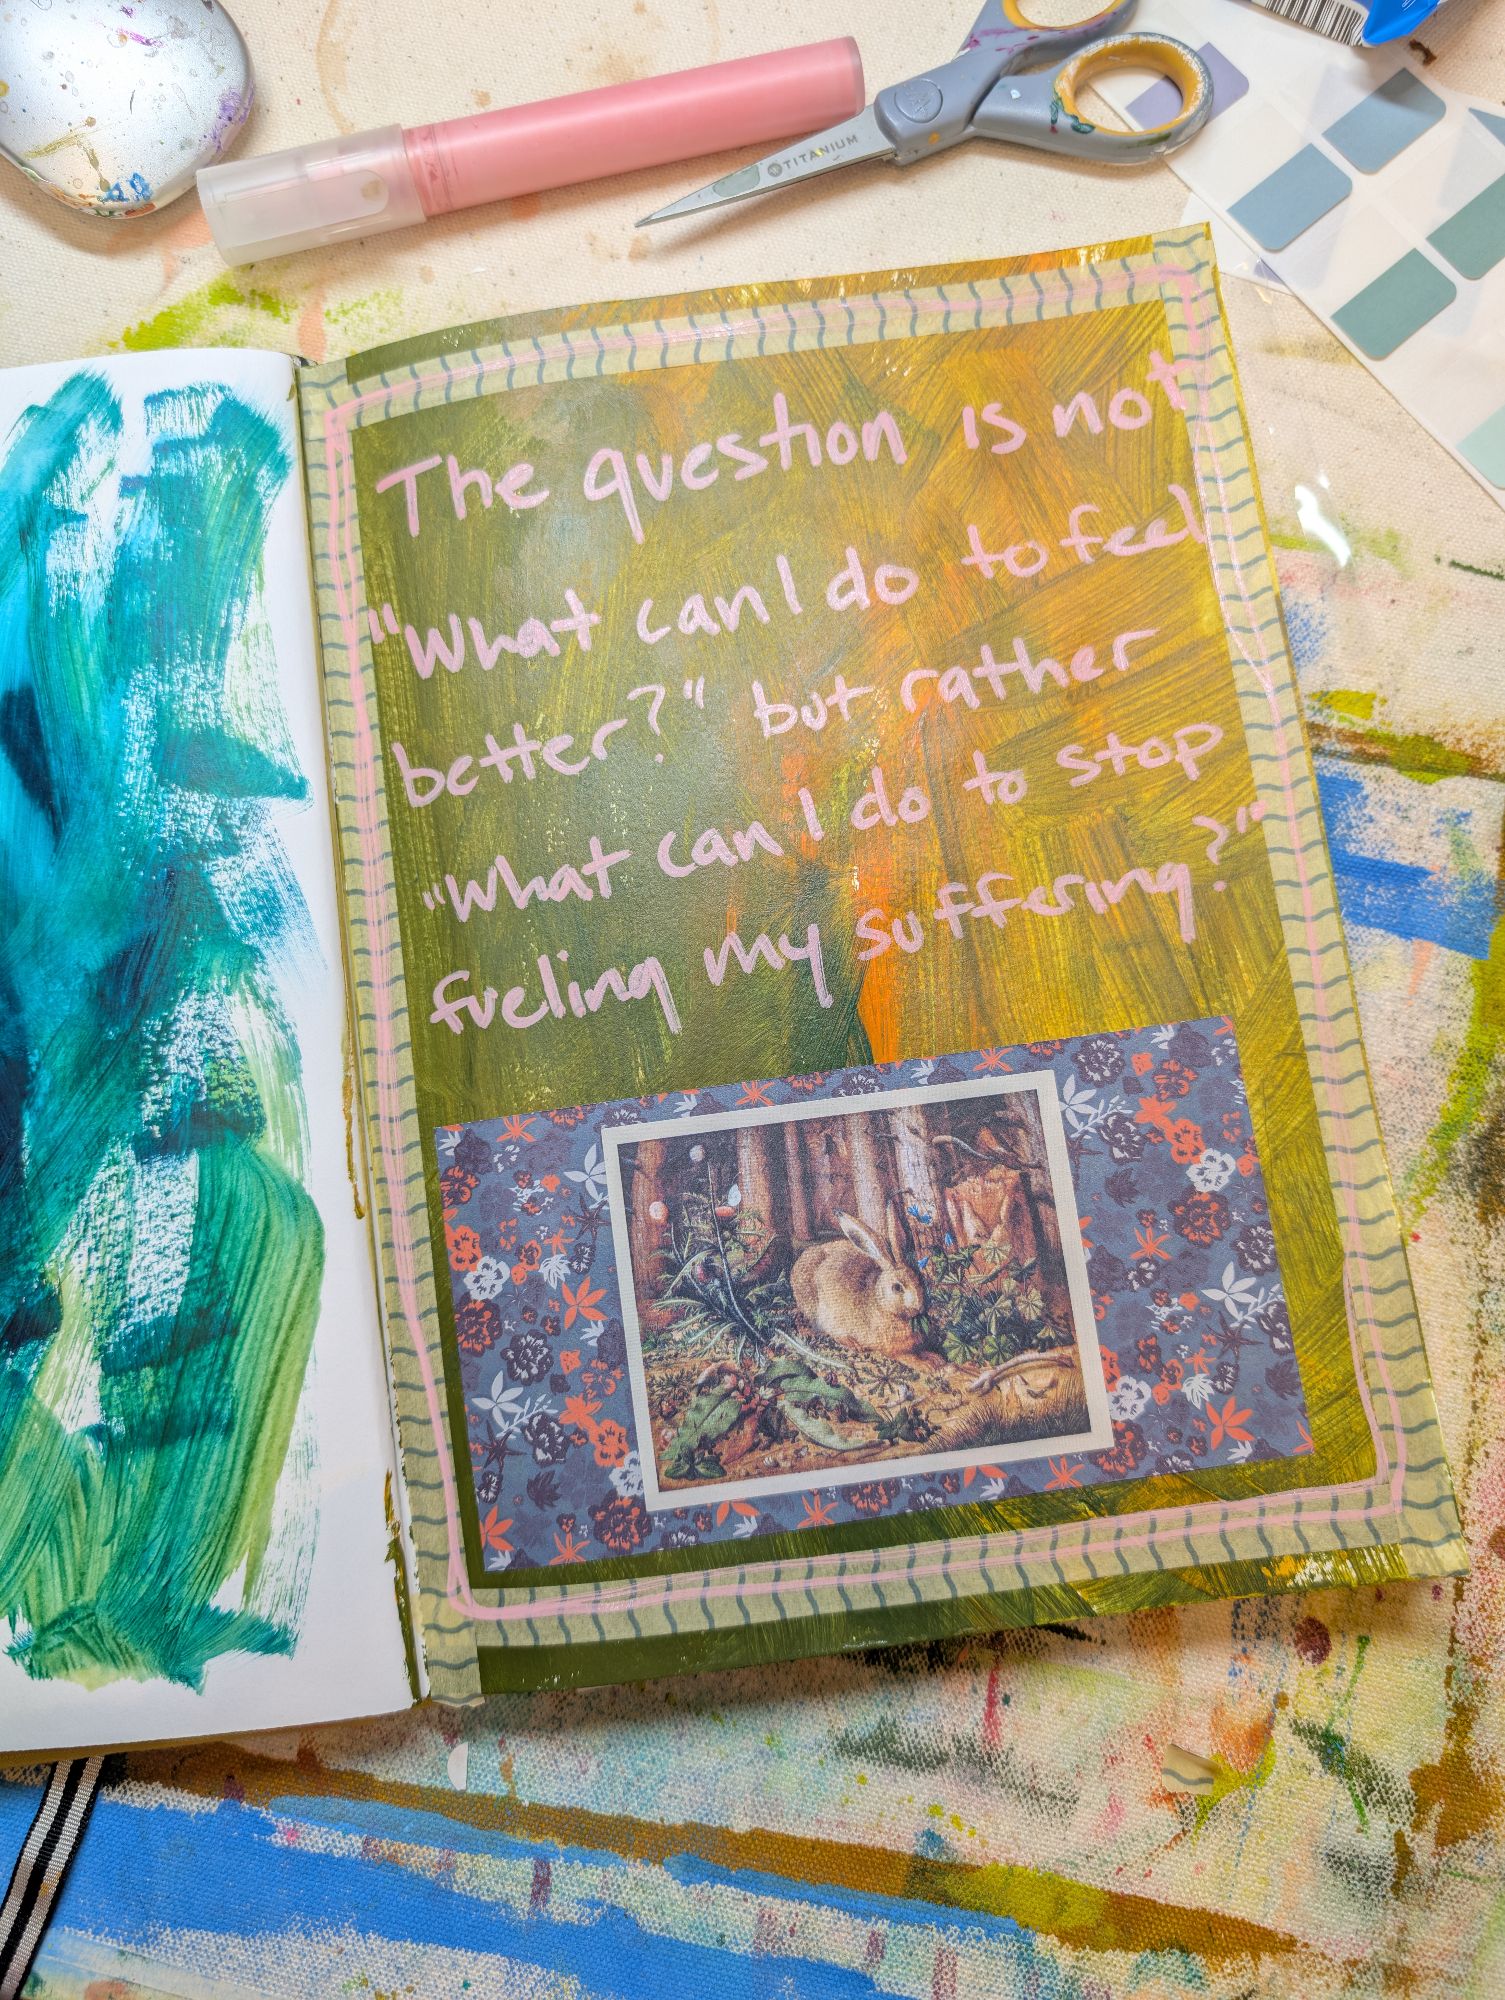 TITANIUM
The question is not
"What can I do to feel
better?" but rather
"What can I do to stop
fueling my suffering?"